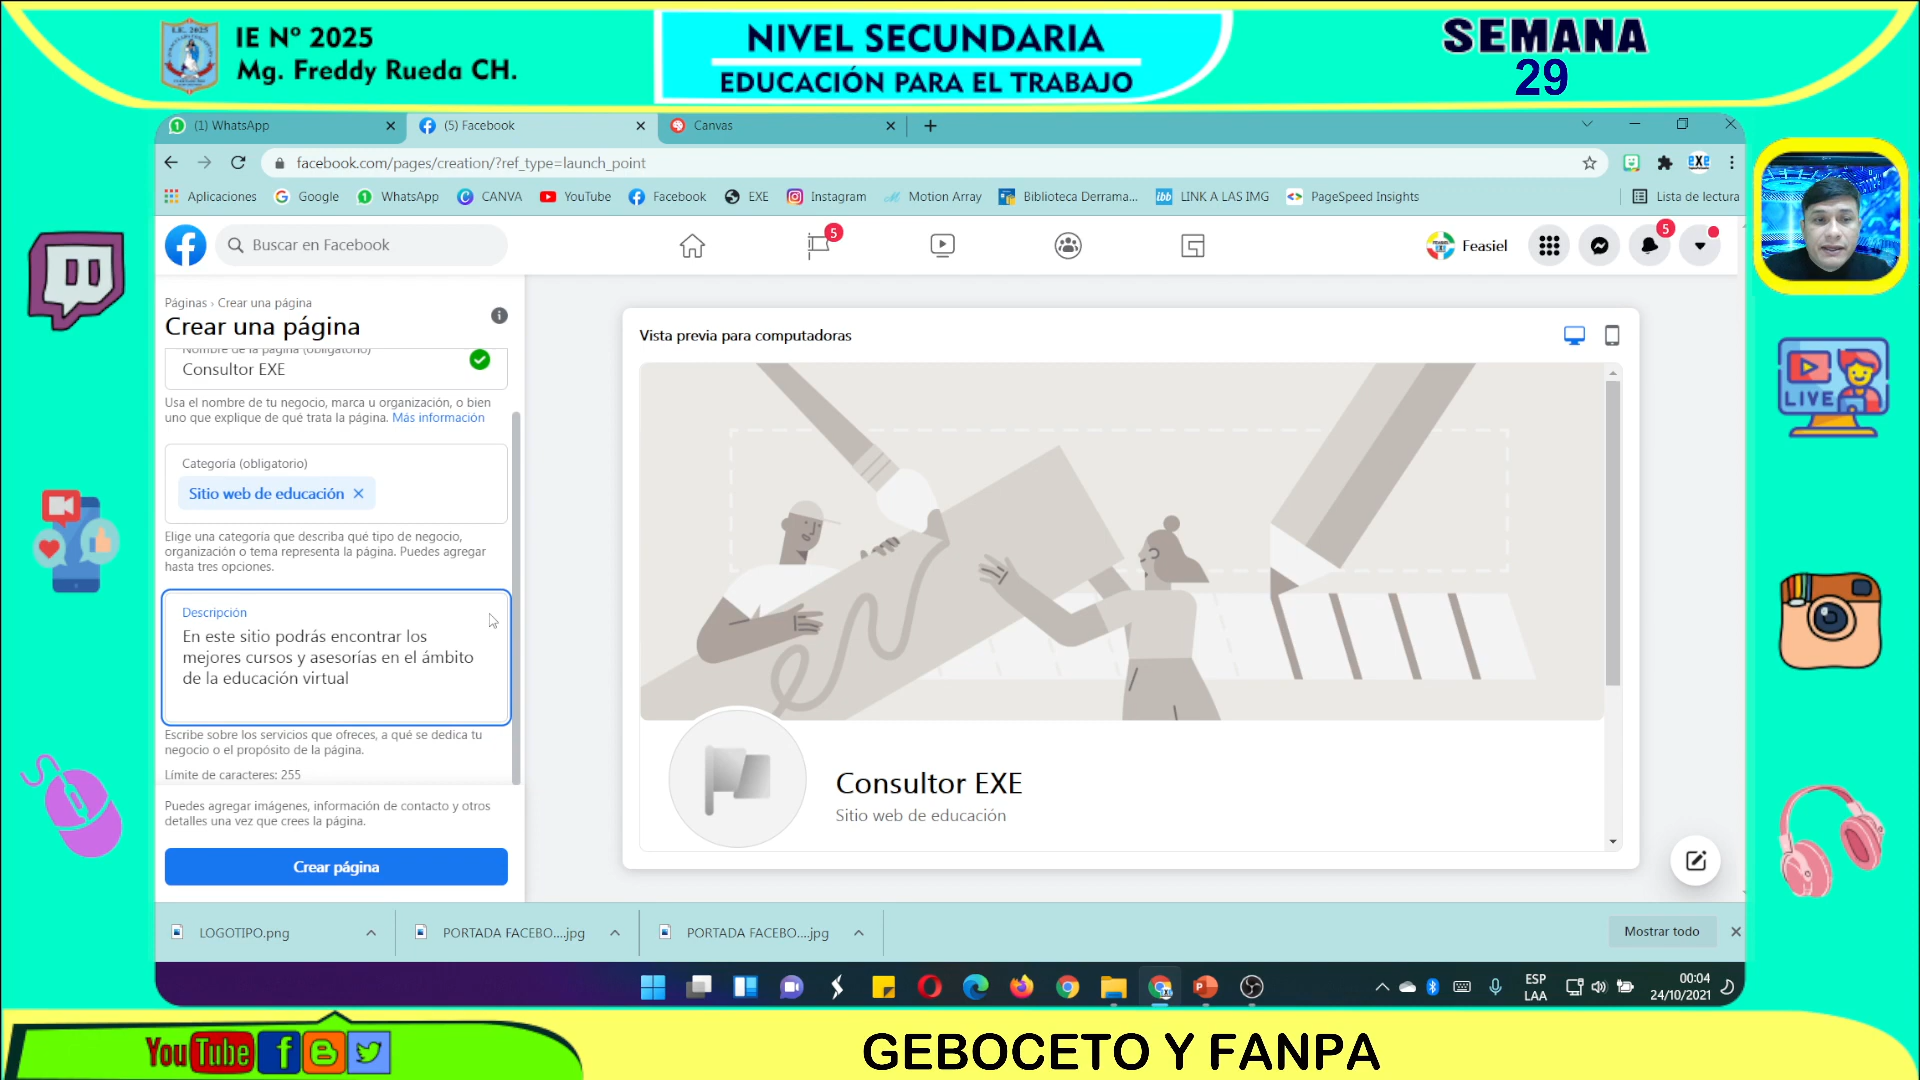 IE Nº 2025
Mg. Freddy Rueda CH.
NIVEL SECUNDARIA
EDUCACIÓN PARA EL TRABAJO
SEMANA
29
(1) WhatsApp
(5) Facebook
Canvas
facebook.com/pages/creation/?ref_type=launch_point
eXe
Aplicaciones
Google
WhatsApp
CANVA
YouTube
Facebook
EXE
Instagram
Motion Array
Biblioteca Derrama...
LINK A LAS IMG
PageSpeed Insights
Lista de lectura
Buscar en Facebook
5
Feasiel
5
Páginas › Crear una página
Crear una página
Nombre de la página (obligatorio)
Consultor EXE
Usa el nombre de tu negocio, marca u organización, o bien
uno que explique de qué trata la página. Más información
Categoría (obligatorio)
Sitio web de educación
Elige una categoría que describa qué tipo de negocio,
organización o tema representa la página. Puedes agregar
hasta tres opciones.
Descripción
En este sitio podrás encontrar los
mejores cursos y asesorías en el ámbito
de la educación virtual
Escribe sobre los servicios que ofreces, a qué se dedica tu
negocio o el propósito de la página.
Límite de caracteres: 255
Puedes agregar imágenes, información de contacto y otros
detalles una vez que crees la página.
Crear página
Vista previa para computadoras
Consultor EXE
Sitio web de educación
LIVE
LOGOTIPO.png
PORTADA FACEBO....jpg
PORTADA FACEBO....jpg
Mostrar todo
ESP
LAA
00:04
24/10/2021
YouTube
GEBOCETO Y FANPA